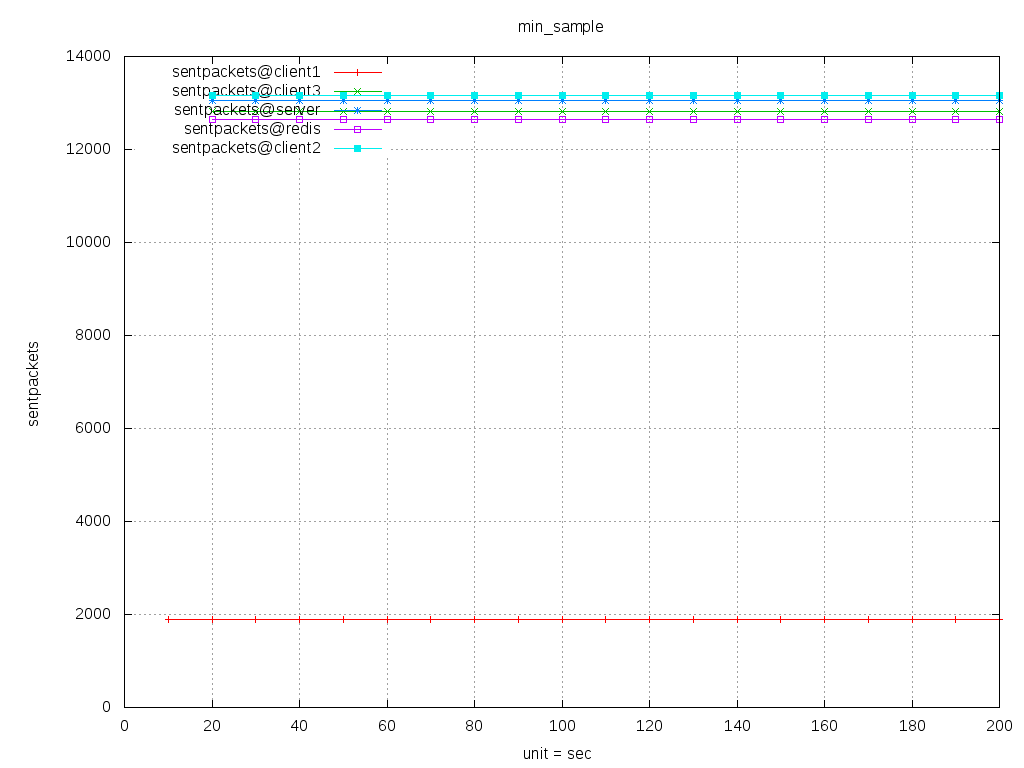 min_sample
14000
12000
10000
8000
6000
4000
2000
0
sentpackets
sentpackets@client1
sentpackets@client3
sentpackets@server
sentpackets@redis
sentpackets@client2
0 20 40 60 80 100 120 140 160 180 200
unit = sec